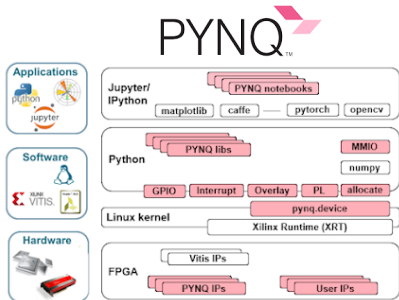 PYNQ™
Applications
python
jupyter
Software
XILINX
VITIS.
Hardware
Jupyter/
IPython
PYNQ notebooks
matplotlib caffe pytorch opencv
Python
PYNQ libs
MMIO
numpy
GPIO Interrupt Overlay PL allocate
Linux kernel
pynq.device
Xilinx Runtime (XRT)
FPGA
Vitis IPs
PYNQ IPs
User IPs